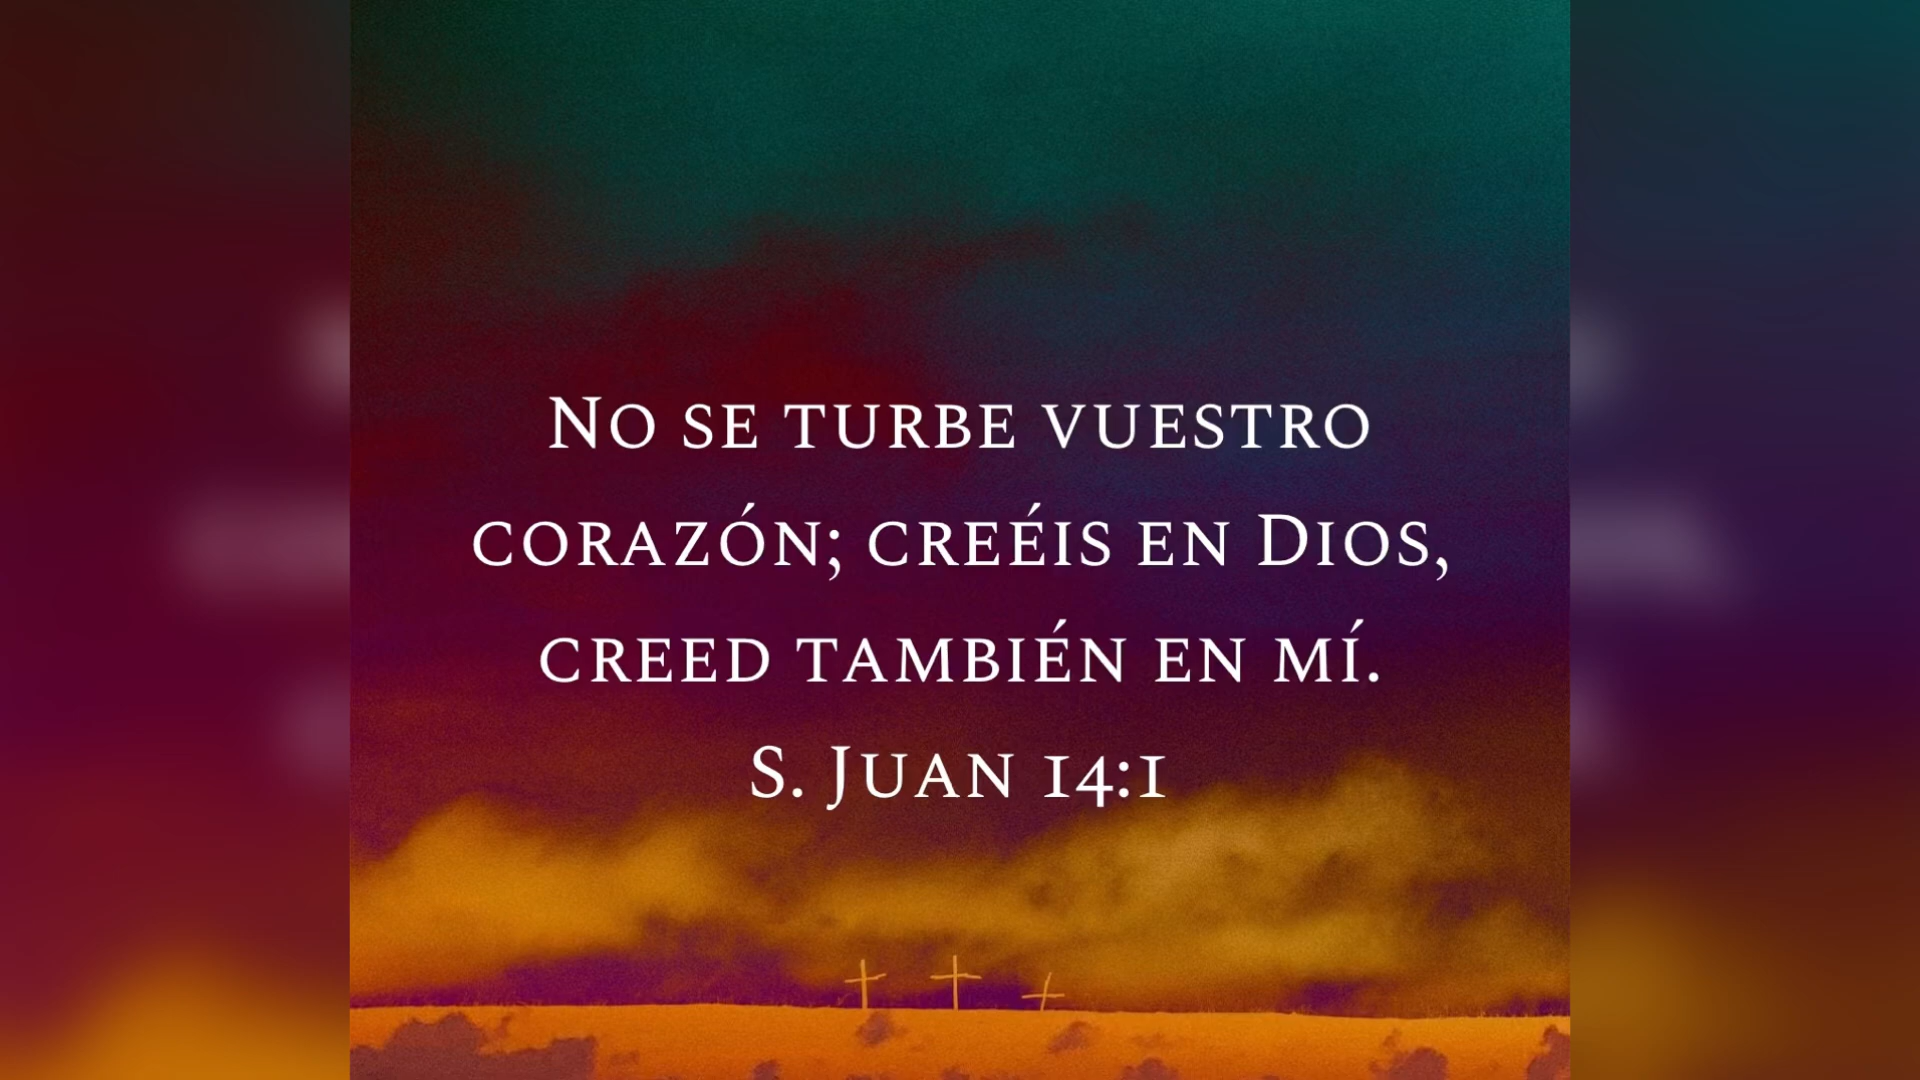 No se turbe vuestro
corazón; creéis en Dios,
creed también en mí.
S. Juan 14:1